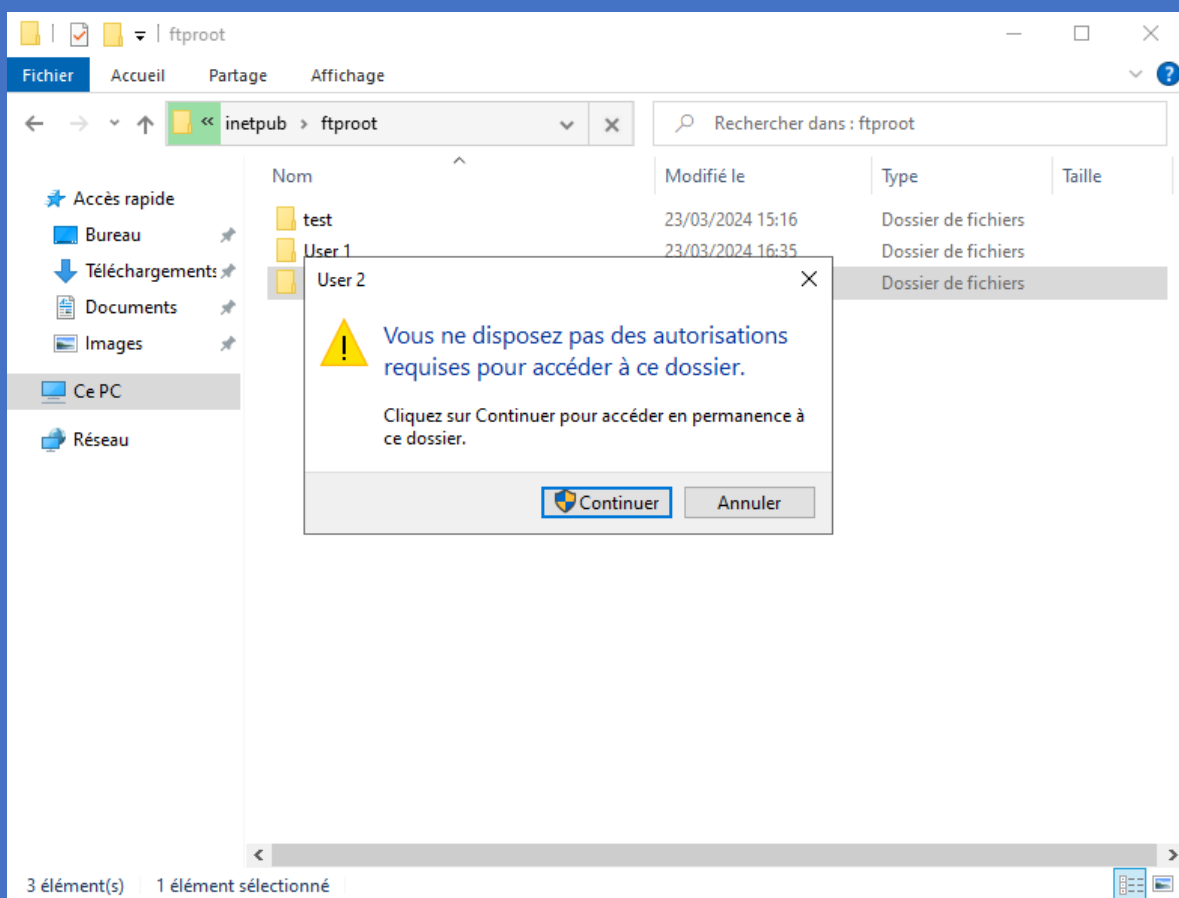 ftproot
Fichier Accueil Partage Affichage
« inetpub > ftproot Rechercher dans : ftproot
Nom Modifié le Type Taille
Accès rapide
Bureau
Téléchargements
Documents
Images
Ce PC
Réseau
test 23/03/2024 15:16 Dossier de fichiers
User 1 23/03/2024 16:35 Dossier de fichiers
Dossier de fichiers
User 2
Vous ne disposez pas des autorisations
requises pour accéder à ce dossier.
Cliquez sur Continuer pour accéder en permanence à
ce dossier.
Continuer Annuler
3 élément(s) 1 élément sélectionné